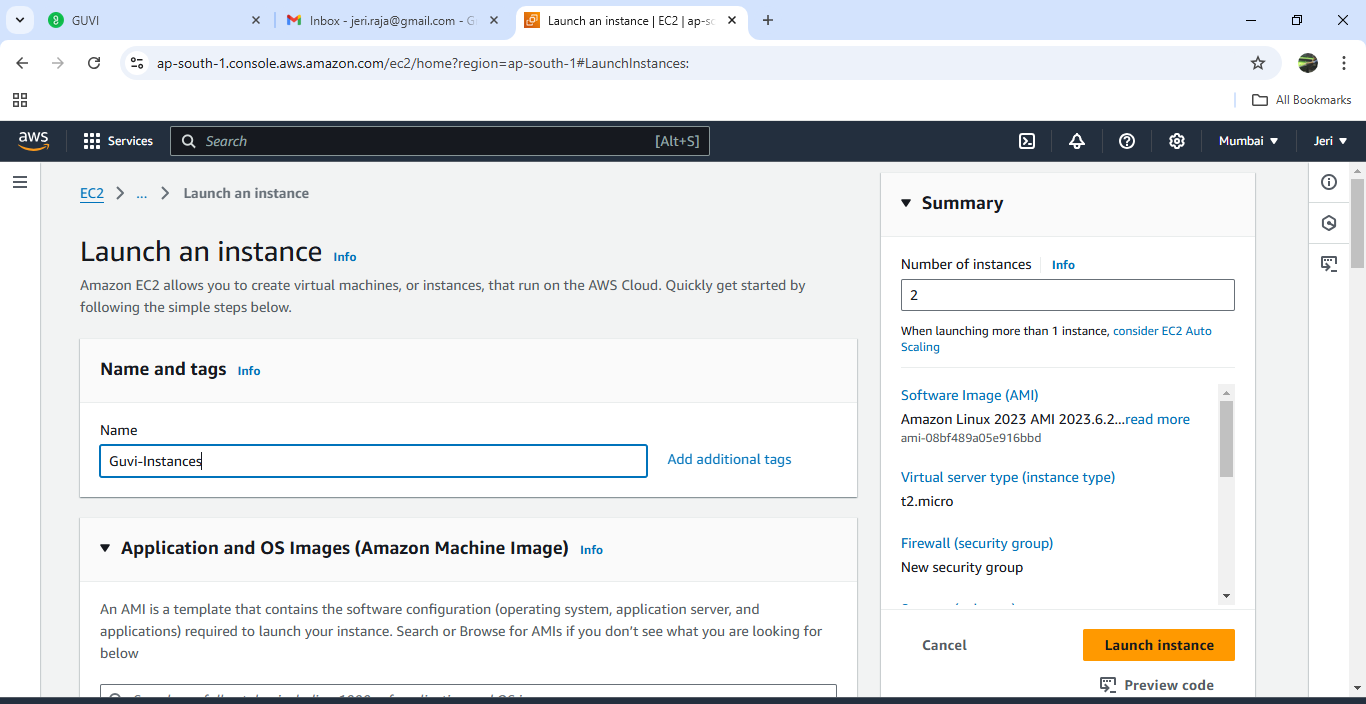 GUVI
Inbox - jeri.raja@gmail.com - G
Launch an instance | EC2 | ap-so
ap-south-1.console.aws.amazon.com/ec2/home?region=ap-south-1#LaunchInstances:
All Bookmarks
aws
Services
Search
[Alt+S]
Mumbai
Jeri
EC2
...
Launch an instance
Launch an instance Info
Amazon EC2 allows you to create virtual machines, or instances, that run on the AWS Cloud. Quickly get started by
following the simple steps below.
Name and tags Info
Name
Guvi-Instances
Add additional tags
Application and OS Images (Amazon Machine Image) Info
An AMI is a template that contains the software configuration (operating system, application server, and
applications) required to launch your instance. Search or Browse for AMIs if you don't see what you are looking for
below
Summary
Number of instances Info
2
When launching more than 1 instance, consider EC2 Auto
Scaling
Software Image (AMI)
Amazon Linux 2023 AMI 2023.6.2...read more
ami-08bf489a05e916bbd
Virtual server type (instance type)
t2.micro
Firewall (security group)
New security group
Cancel
Launch instance
Preview code